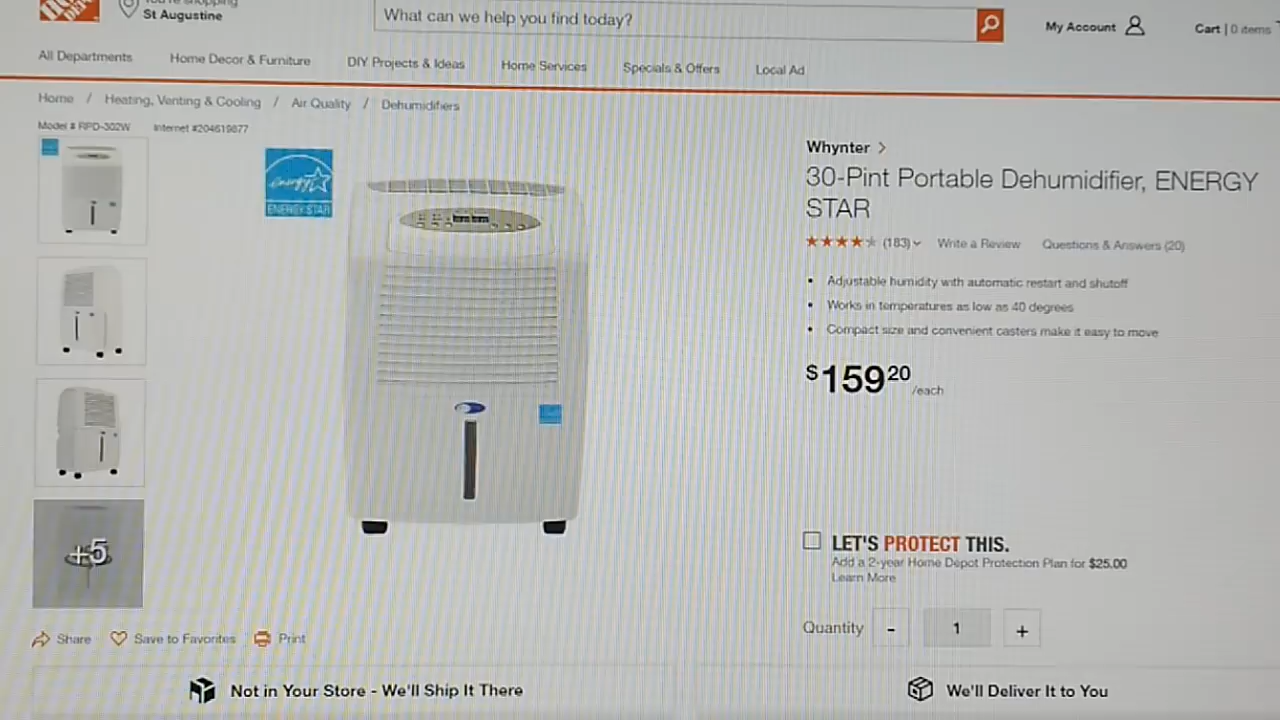 St Augustine
What can we help you find today?
My Account
Cart | 0 items
All Departments
Home Decor & Furniture
DIY Projects & Ideas
Home Services
Specials & Offers
Local Ad
Home / Heating, Venting & Cooling / Air Quality / Dehumidifiers
Model # RPD-302W Internet #204619877
energy
ENERGY STAR
Whynter >
30-Pint Portable Dehumidifier, ENERGY
STAR
(183)
Write a Review
Questions & Answers (20)
• Adjustable humidity with automatic restart and shutoff
• Works in temperatures as low as 40 degrees
• Compact size and convenient casters make it easy to move
$159 20 /each
+5
LET'S PROTECT THIS.
Add a 2-year Home Depot Protection Plan for $25.00
Learn More
Quantity - 1 +
Share
Save to Favorites
Print
Not in Your Store - We'll Ship It There
We'll Deliver It to You